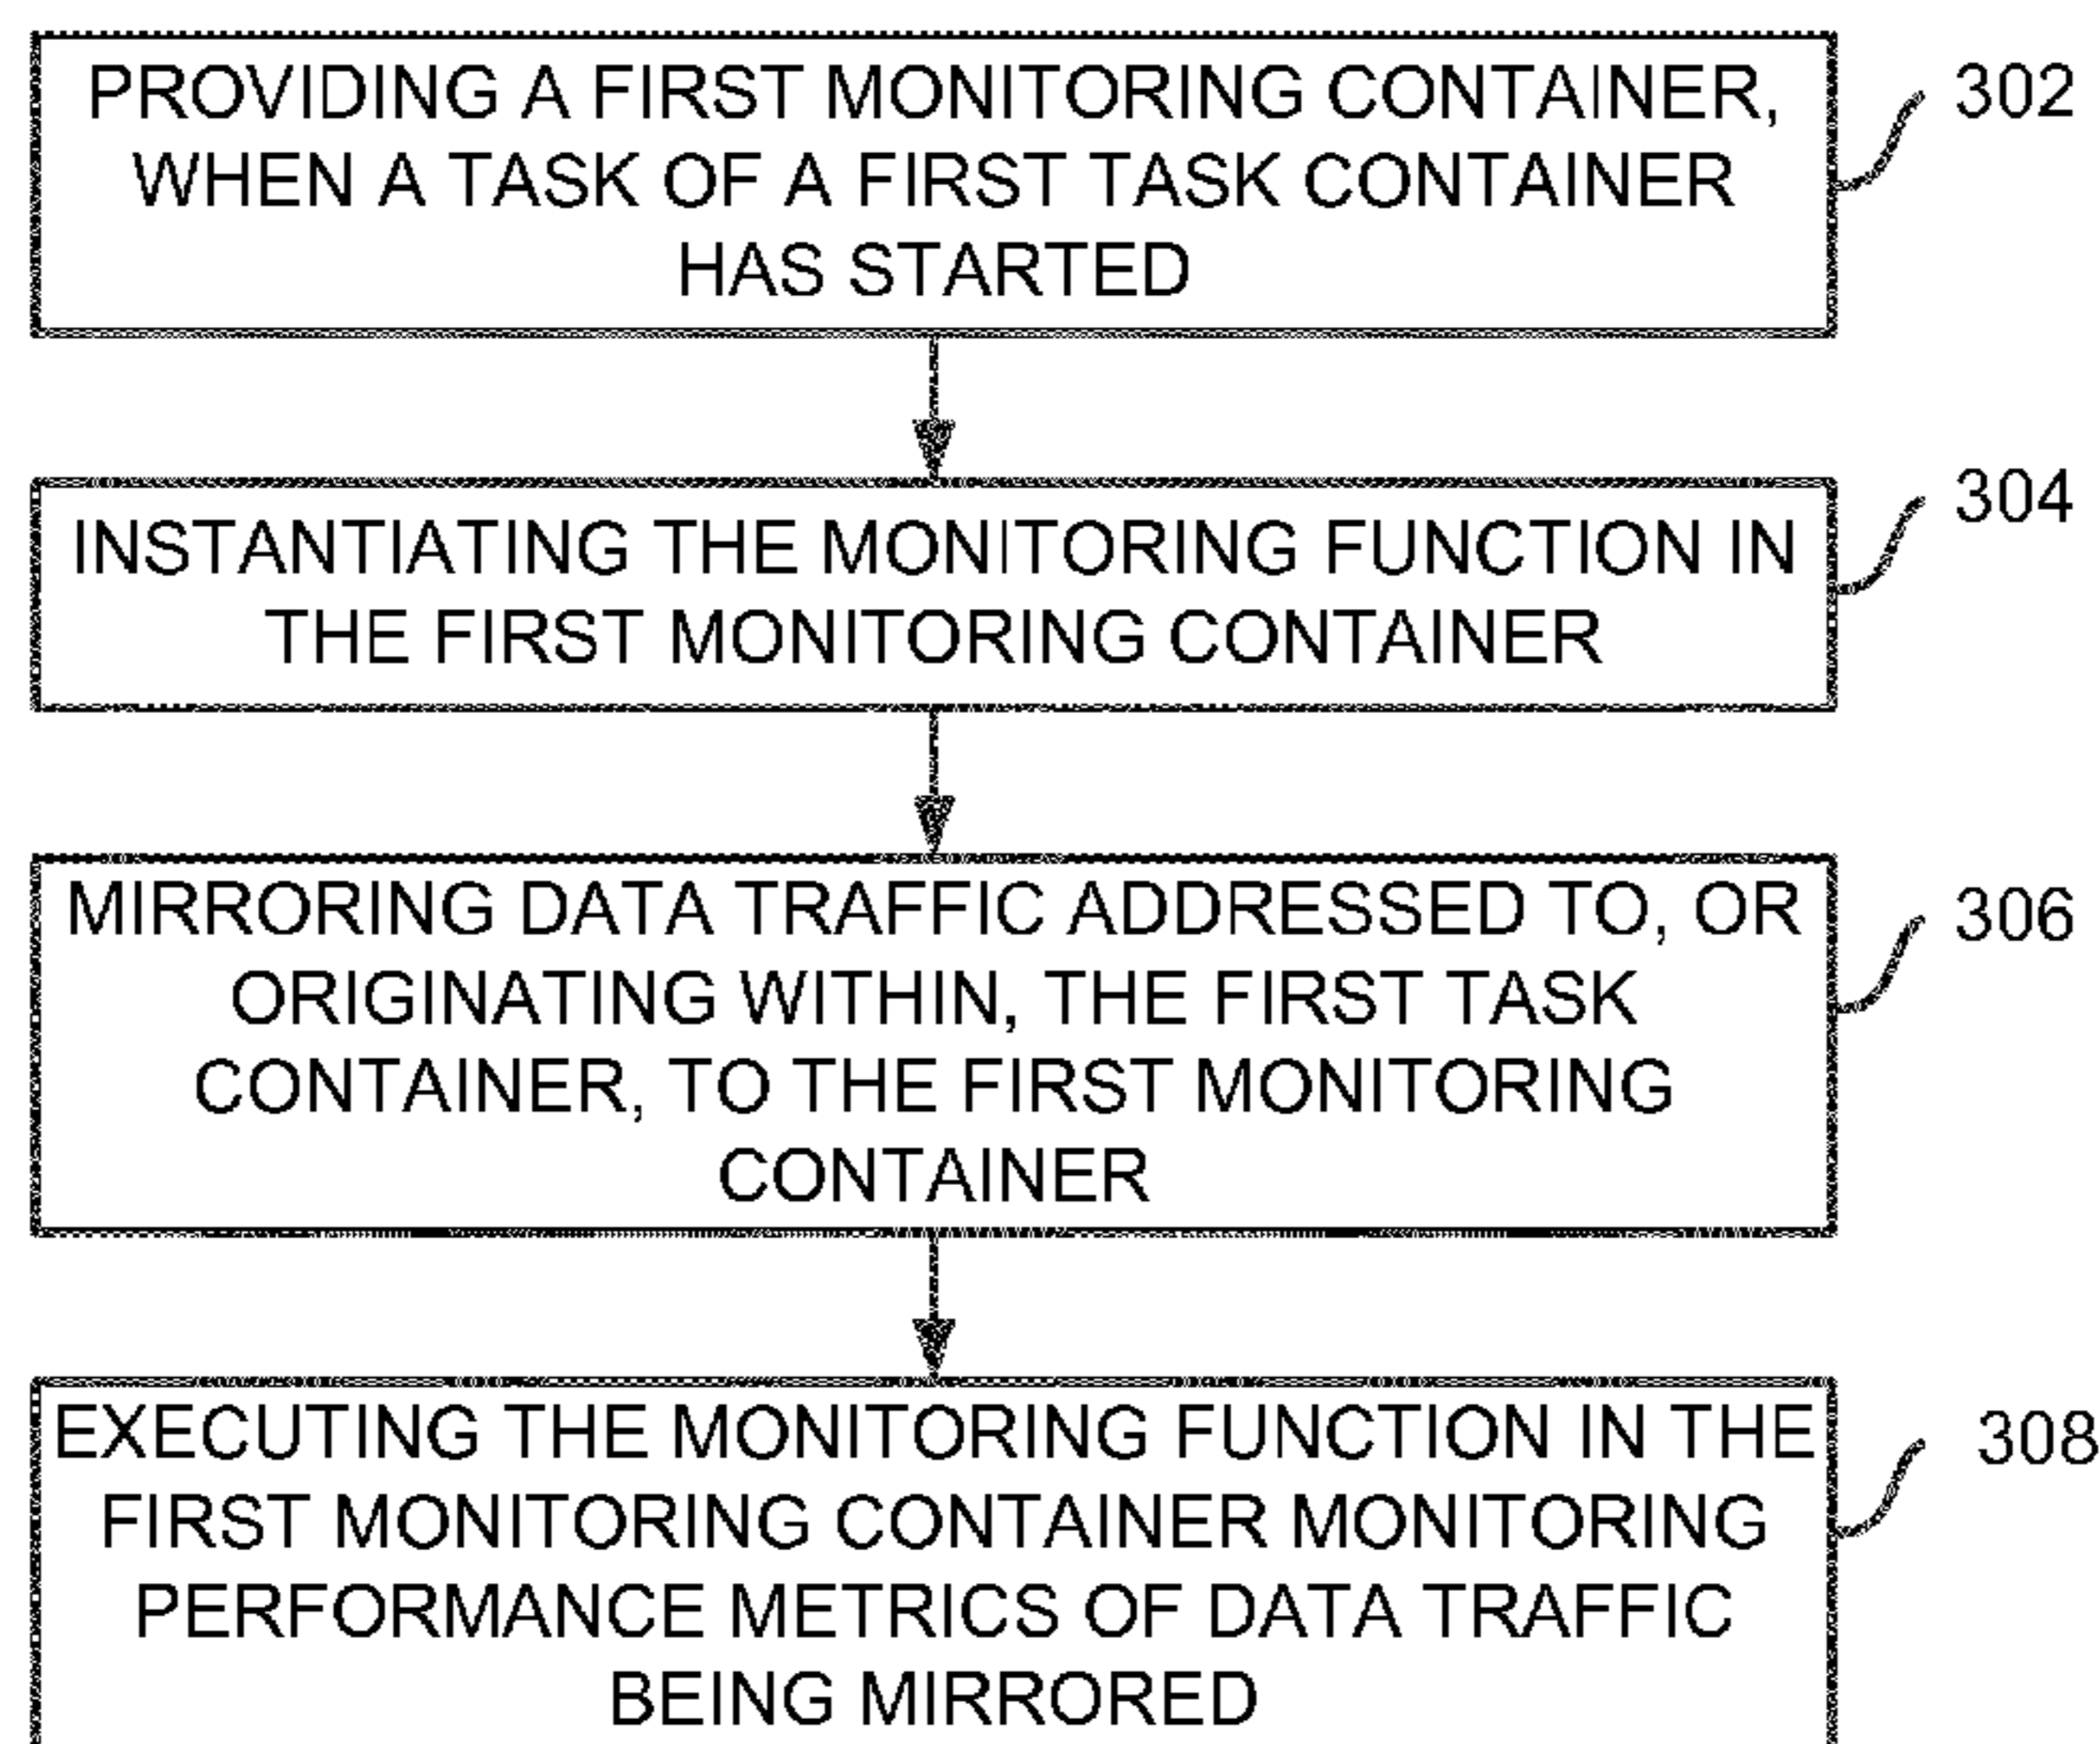 PROVIDING A FIRST MONITORING CONTAINER,
302
WHEN A TASK OF A FIRST TASK CONTAINER
HAS STARTED
INSTANTIATING THE MONITORING FUNCTION IN
304
THE FIRST MONITORING CONTAINER
MIRRORING DATA TRAFFIC ADDRESSED TO, OR
306
ORIGINATING WITHIN, THE FIRST TASK
CONTAINER, TO THE FIRST MONITORING
CONTAINER
EXECUTING THE MONITORING FUNCTION IN THE
308
FIRST MONITORING CONTAINER MONITORING
PERFORMANCE METRICS OF DATA TRAFFIC
BEING MIRRORED